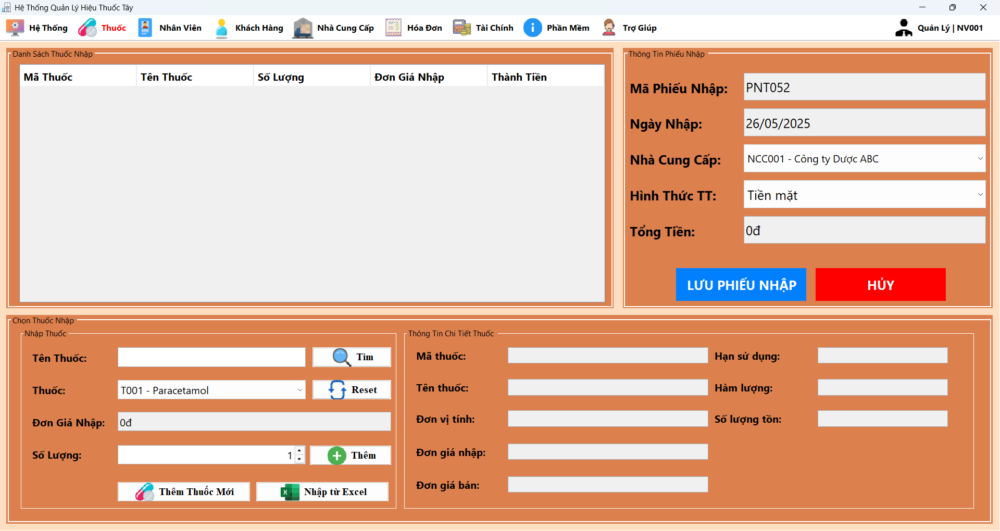 Hệ Thống Quản Lý Hiệu Thuốc Tây
Hệ Thống Thuốc Nhân Viên Khách Hàng Nhà Cung Cấp Hóa Đơn Tài Chính Phần Mềm Trợ Giúp Quản Lý | NV001
Danh Sách Thuốc Nhập
Mã Thuốc Tên Thuốc Số Lượng Đơn Giá Nhập Thành Tiền
Thông Tin Phiếu Nhập
Mã Phiếu Nhập: PNT052
Ngày Nhập: 26/05/2025
Nhà Cung Cấp: NCC001 - Công ty Dược ABC
Hình Thức TT: Tiền mặt
Tổng Tiền: 0đ
LƯU PHIẾU NHẬP HỦY
Chọn Thuốc Nhập
Nhập Thuốc
Tên Thuốc: Tìm
Thuốc: T001 - Paracetamol Reset
Đơn Giá Nhập: 0đ
Số Lượng: 1 Thêm
Thêm Thuốc Mới Nhập từ Excel
Thông Tin Chi Tiết Thuốc
Mã thuốc: Hạn sử dụng:
Tên thuốc: Hàm lượng:
Đơn vị tính: Số lượng tồn:
Đơn giá nhập:
Đơn giá bán: